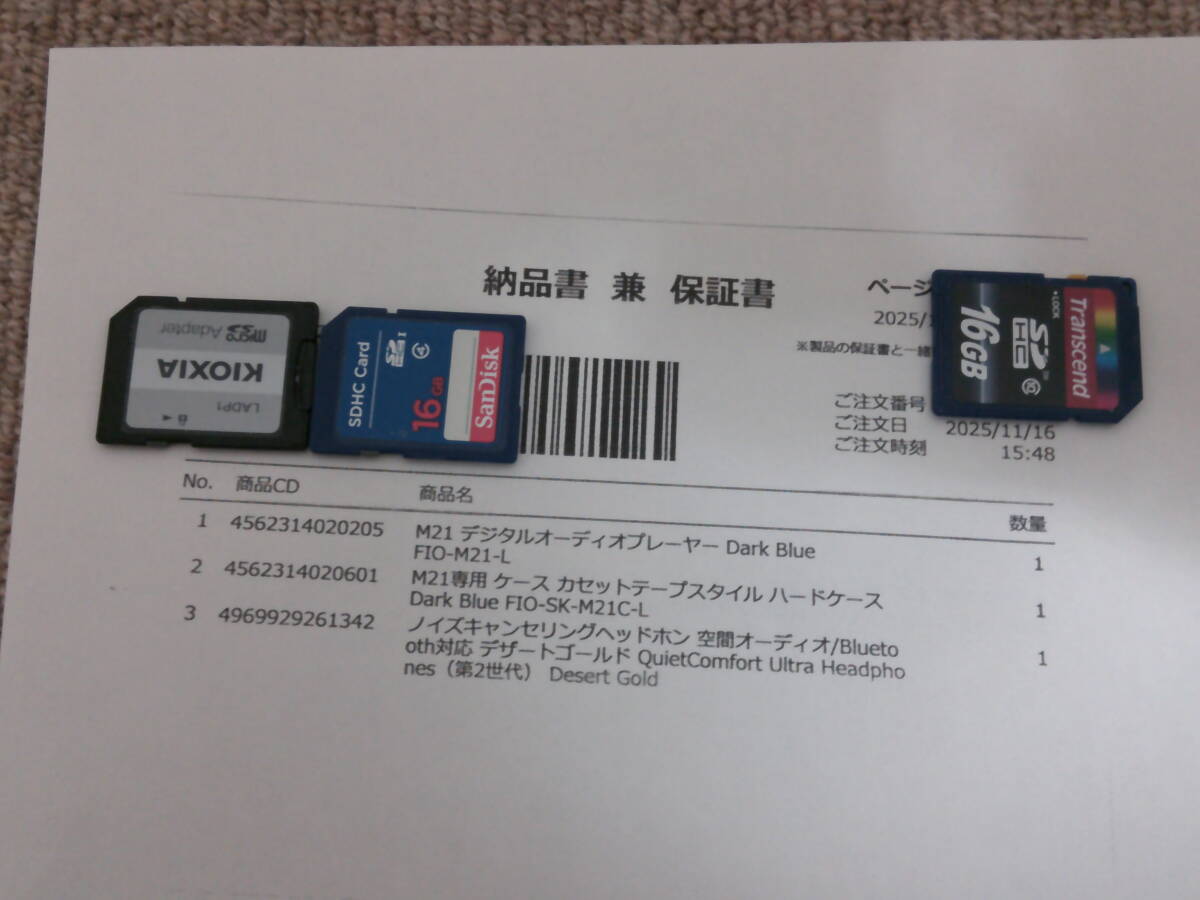 納品書 兼 保証書
ページ
2025/1
※製品の保証書と一緒
ご注文番号
ご注文日 2025/11/16
ご注文時刻 15:48
microSD Adapter
KIOXIA
LADP1
SDHC Card
SDHC I
4
16GB
SanDisk
LOCK
Transcend
SDHC
10
16GB
No. 商品CD 商品名 数量
1 4562314020205 M21 デジタルオーディオプレーヤー Dark Blue
FIO-M21-L 1
2 4562314020601 M21専用 ケース カセットテープスタイル ハードケース
Dark Blue FIO-SK-M21C-L 1
3 4969929261342 ノイズキャンセリングヘッドホン 空間オーディオ/Blueto
oth対応 デザートゴールド QuietComfort Ultra Headpho 1
nes（第2世代） Desert Gold